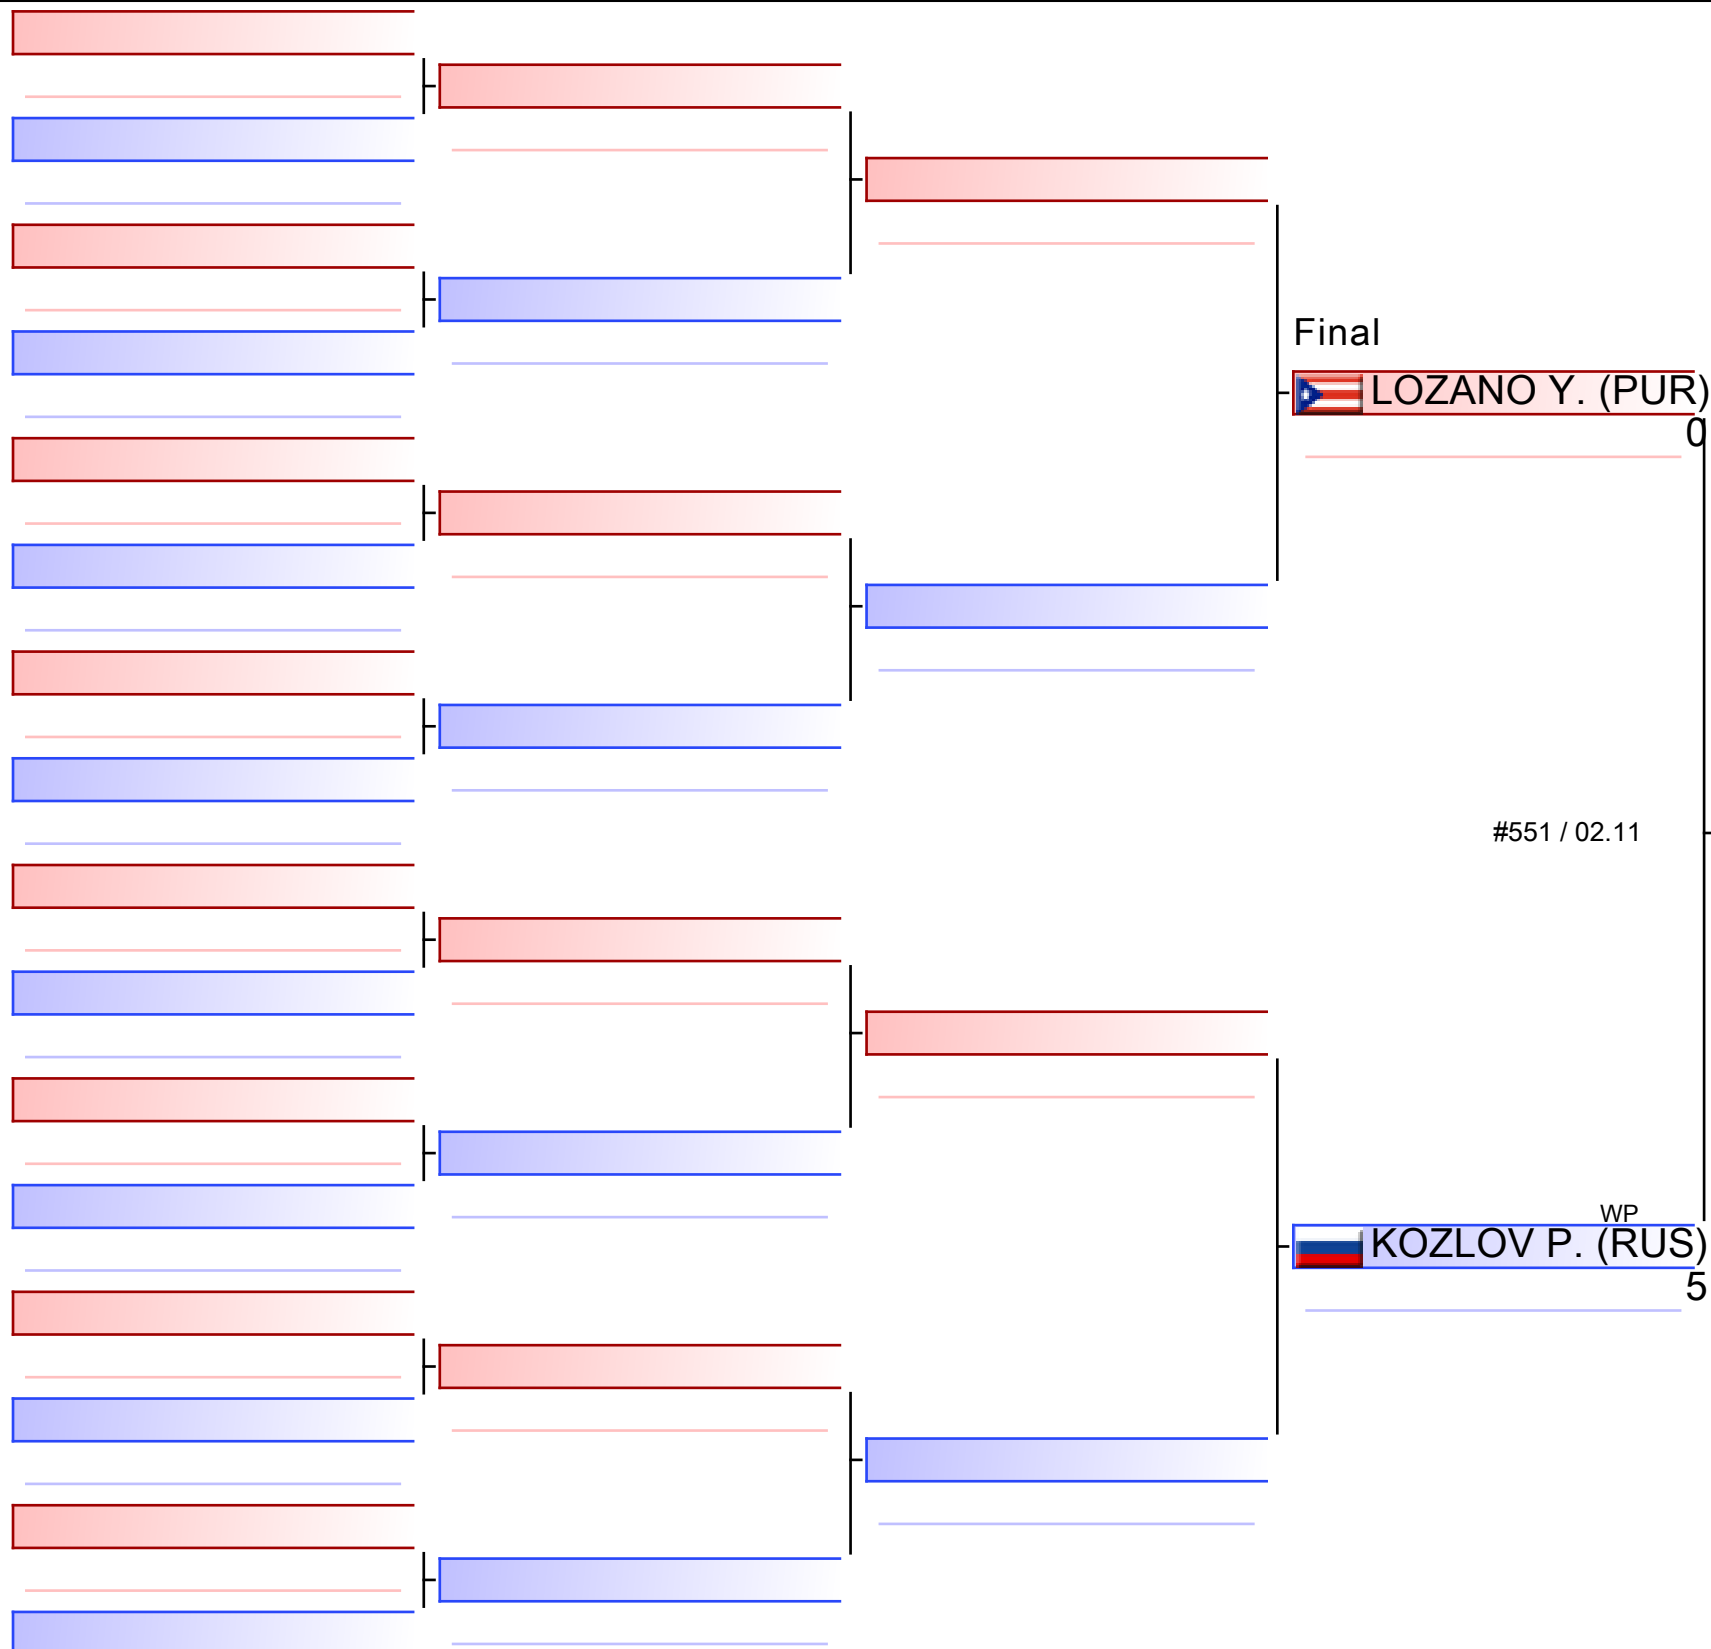 Final
LOZANO Y. (PUR)
0
#551 / 02.11
WP
KOZLOV P. (RUS)
5